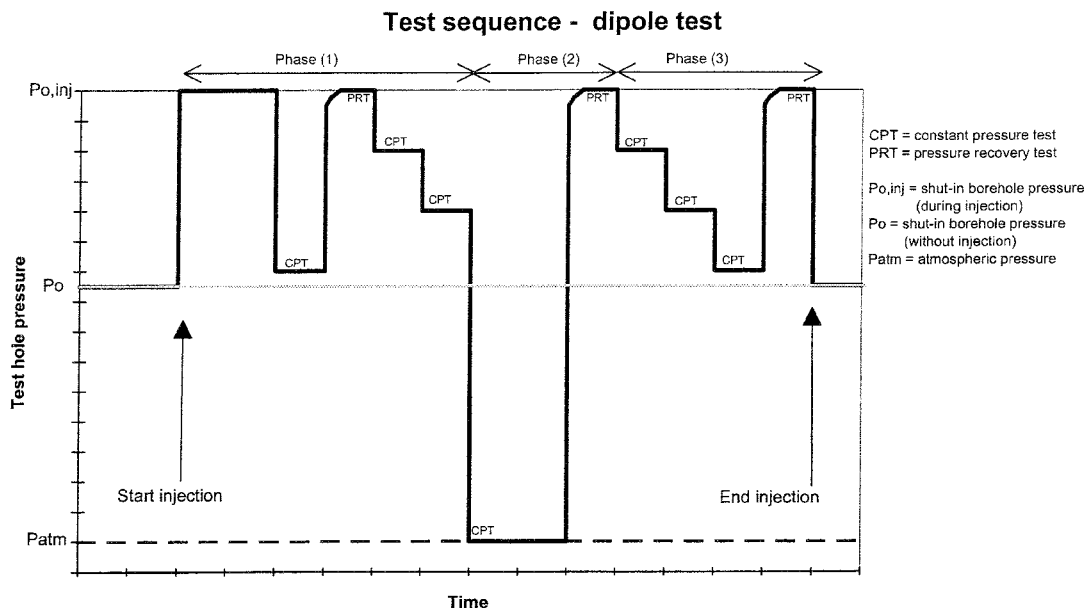 Test sequence - dipole test
Phase (1)
Phase (2)
Phase (3)
Po,inj
PRT
PRT
PRT
CPT
CPT
CPT
CPT
CPT
CPT
CPT = constant pressure test
PRT = pressure recovery test
Po,inj = shut-in borehole pressure
(during injection)
Po = shut-in borehole pressure
(without injection)
Patm = atmospheric pressure
CPT
Po
Test hole pressure
Start injection
End injection
CPT
Patm
Time